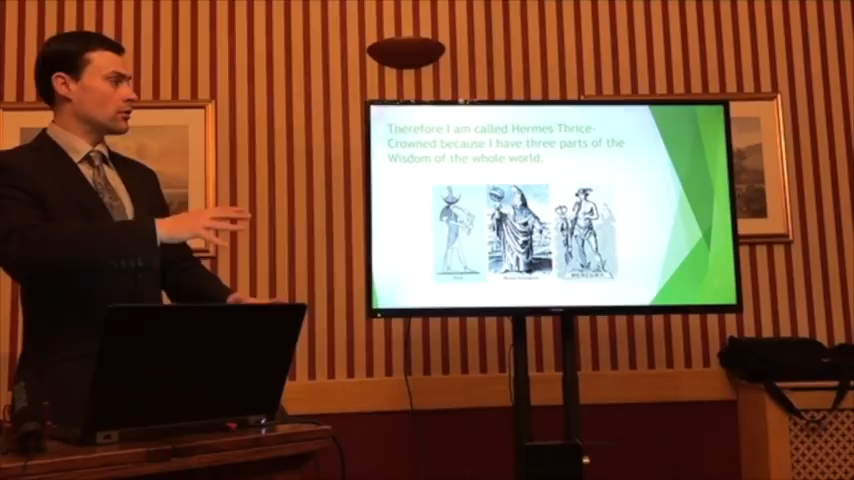 Therefore I am called Hermes Thrice-
Crowned because I have three parts of the
Wisdom of the whole world.
MERCURY